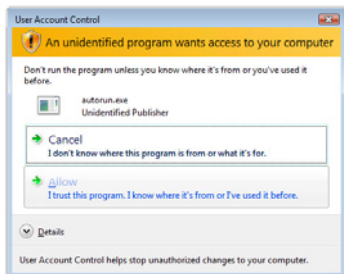 User Account Control
An unidentified program wants access to your computer
Don't run the program unless you know where it's from or you've used it
before.
autorun.exe
Unidentified Publisher
Cancel
I don't know where this program is from or what it's for.
Allow
I trust this program. I know where it's from or I've used it before.
Details
User Account Control helps stop unauthorized changes to your computer.